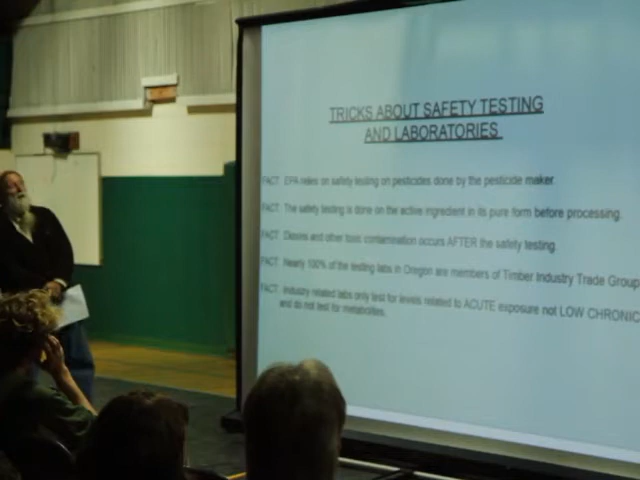 TRICKS ABOUT SAFETY TESTING
AND LABORATORIES
FACT: EPA relies on safety testing on pesticides done by the pesticide maker.
FACT: The safety testing is done on the active ingredient in its pure form before processing.
FACT: Dioxins and other toxic contamination occurs AFTER the safety testing.
FACT: Nearly 100% of the testing labs in Oregon are members of Timber Industry Trade Group
FACT: Industry related labs only test for levels related to ACUTE exposure not LOW CHRONIC
and do not test for metabolites.